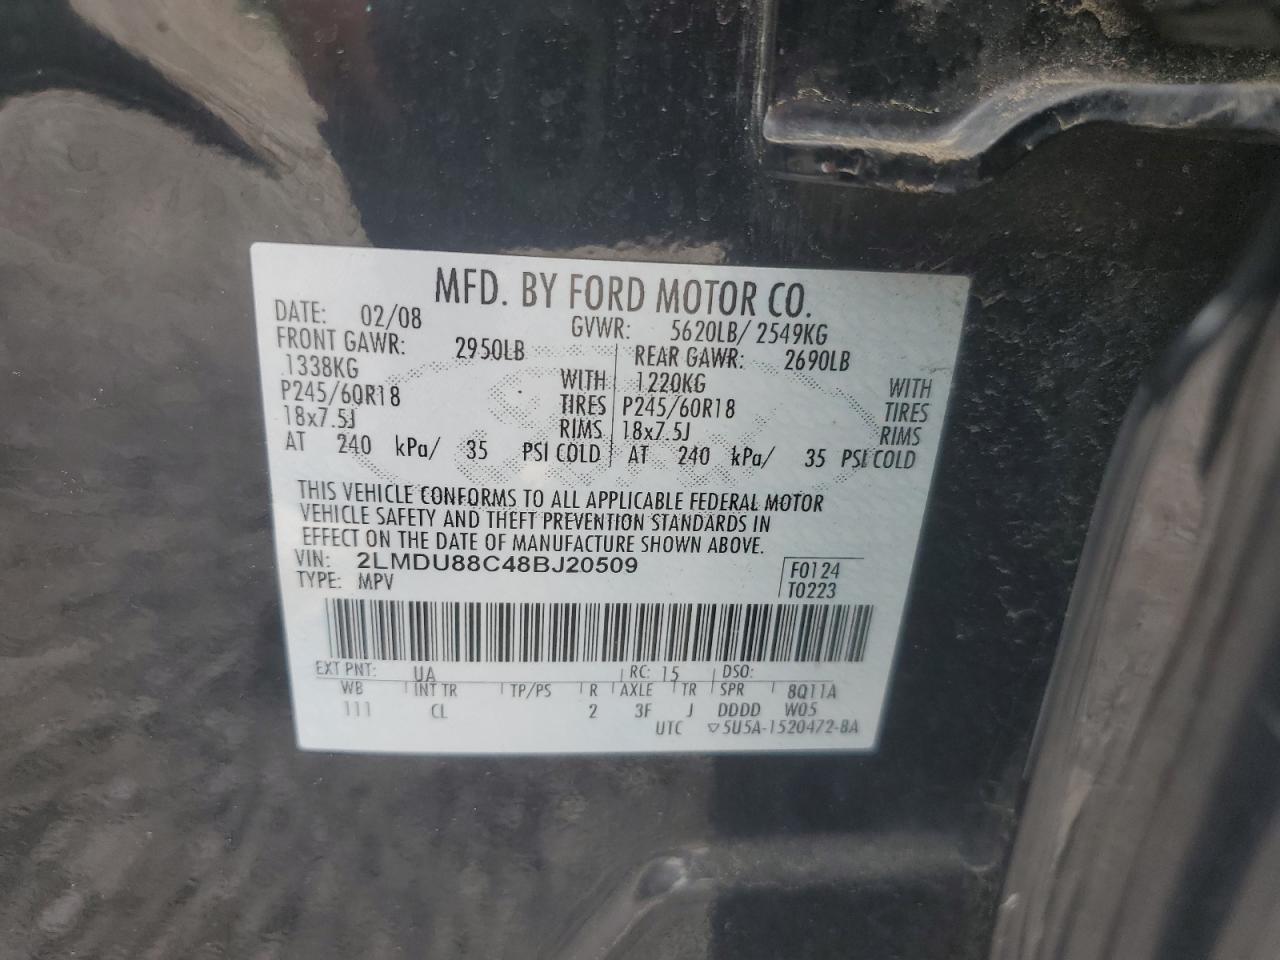 MFD. BY FORD MOTOR CO.
DATE: 02/08 GVWR: 5620LB/ 2549KG
FRONT GAWR: 2950LB REAR GAWR: 2690LB
1338KG WITH 1220KG WITH
P245/60R18 TIRES P245/60R18 TIRES
18x7.5J RIMS 18x7.5J RIMS
AT 240 kPa/ 35 PSI COLD AT 240 kPa/ 35 PSI COLD
THIS VEHICLE CONFORMS TO ALL APPLICABLE FEDERAL MOTOR
VEHICLE SAFETY AND THEFT PREVENTION STANDARDS IN
EFFECT ON THE DATE OF MANUFACTURE SHOWN ABOVE.
VIN: 2LMDU88C48BJ20509 F0124
TYPE: MPV T0223
EXT PNT: UA RC: 15 DSO:
WB INT TR TP/PS R AXLE TR SPR 8Q11A
111 CL 2 3F J DDDD W05
UTC ▽5U5A-1520472-BA